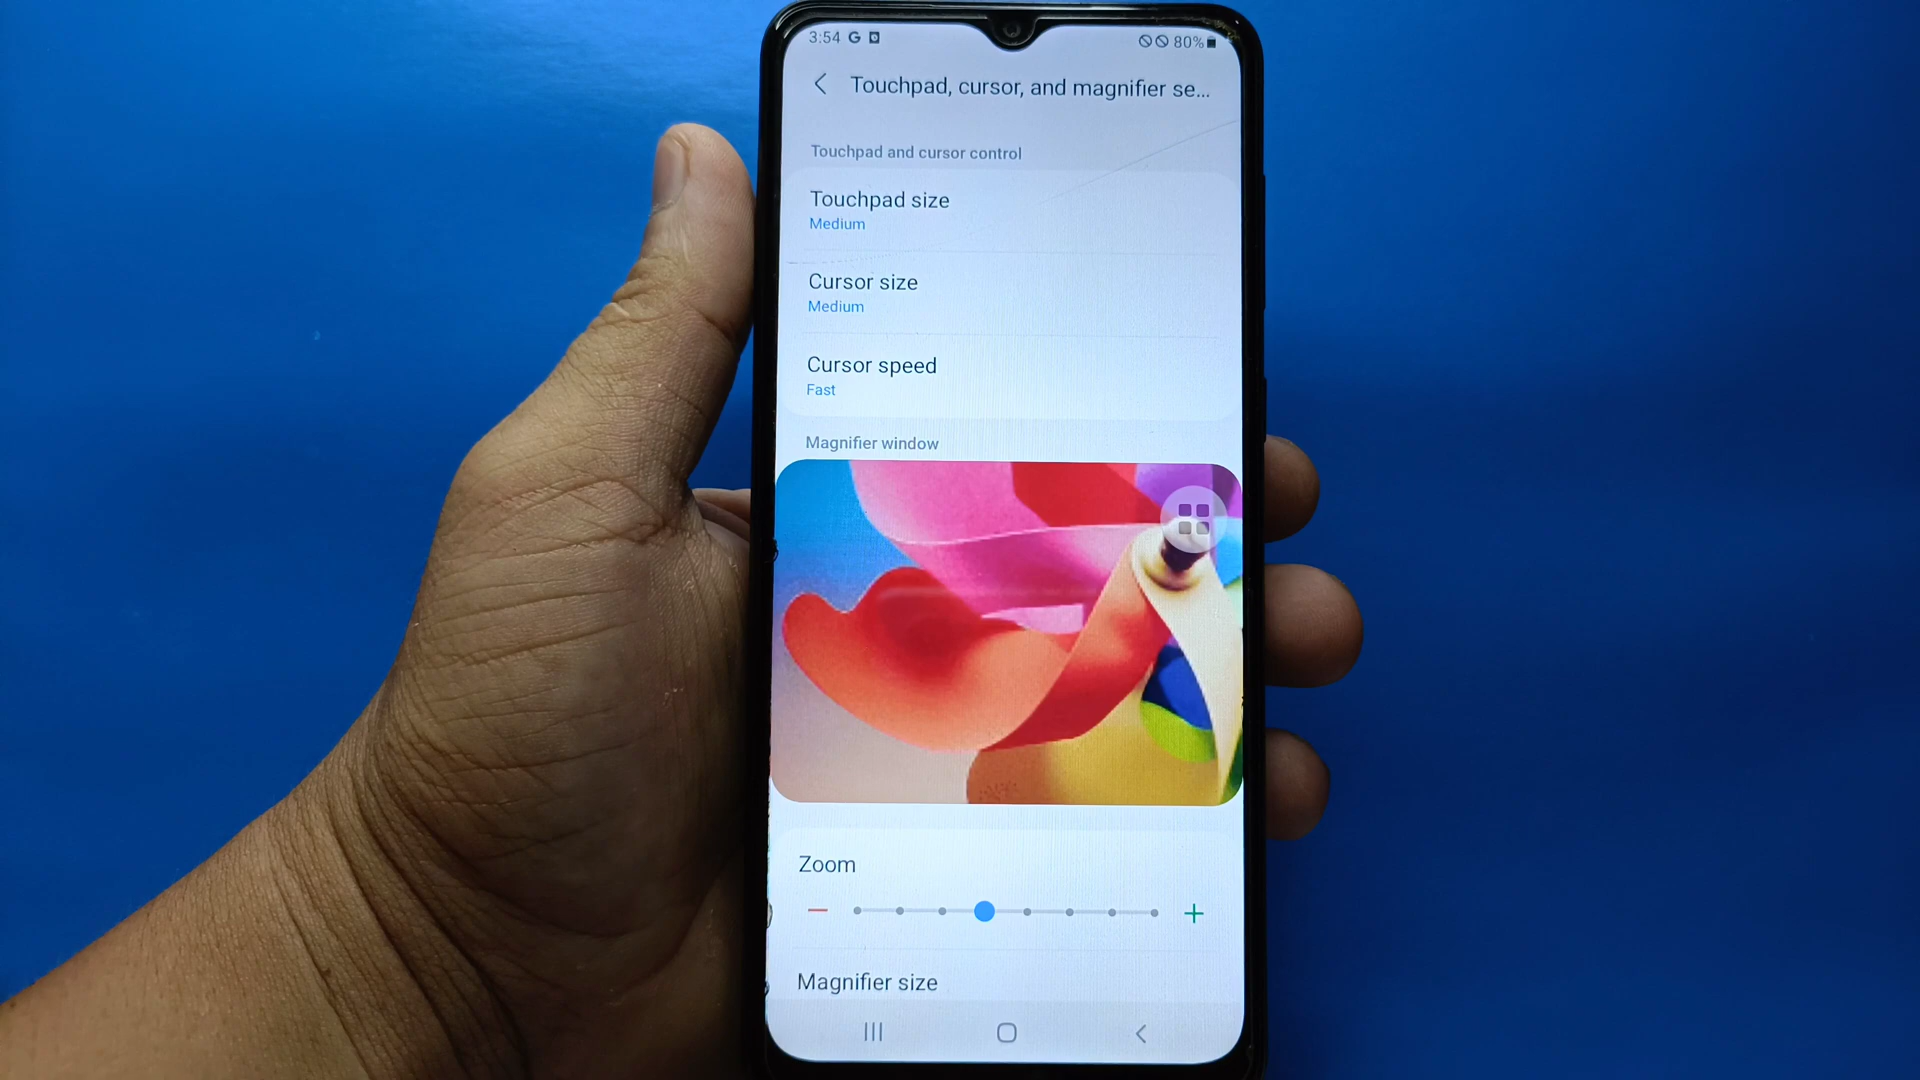 3:54 G 80%
Touchpad, cursor, and magnifier se...
Touchpad and cursor control
Touchpad size
Medium
Cursor size
Medium
Cursor speed
Fast
Magnifier window
Zoom
Magnifier size